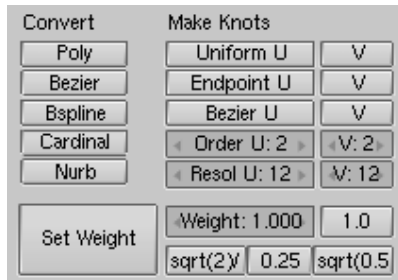 Convert Make Knots
Poly Uniform U V
Bezier Endpoint U V
Bspline Bezier U V
Cardinal Order U: 2 V: 2
Nurb Resol U: 12 V: 12
Set Weight Weight: 1.000 1.0
sqrt(2)/ 0.25 sqrt(0.5